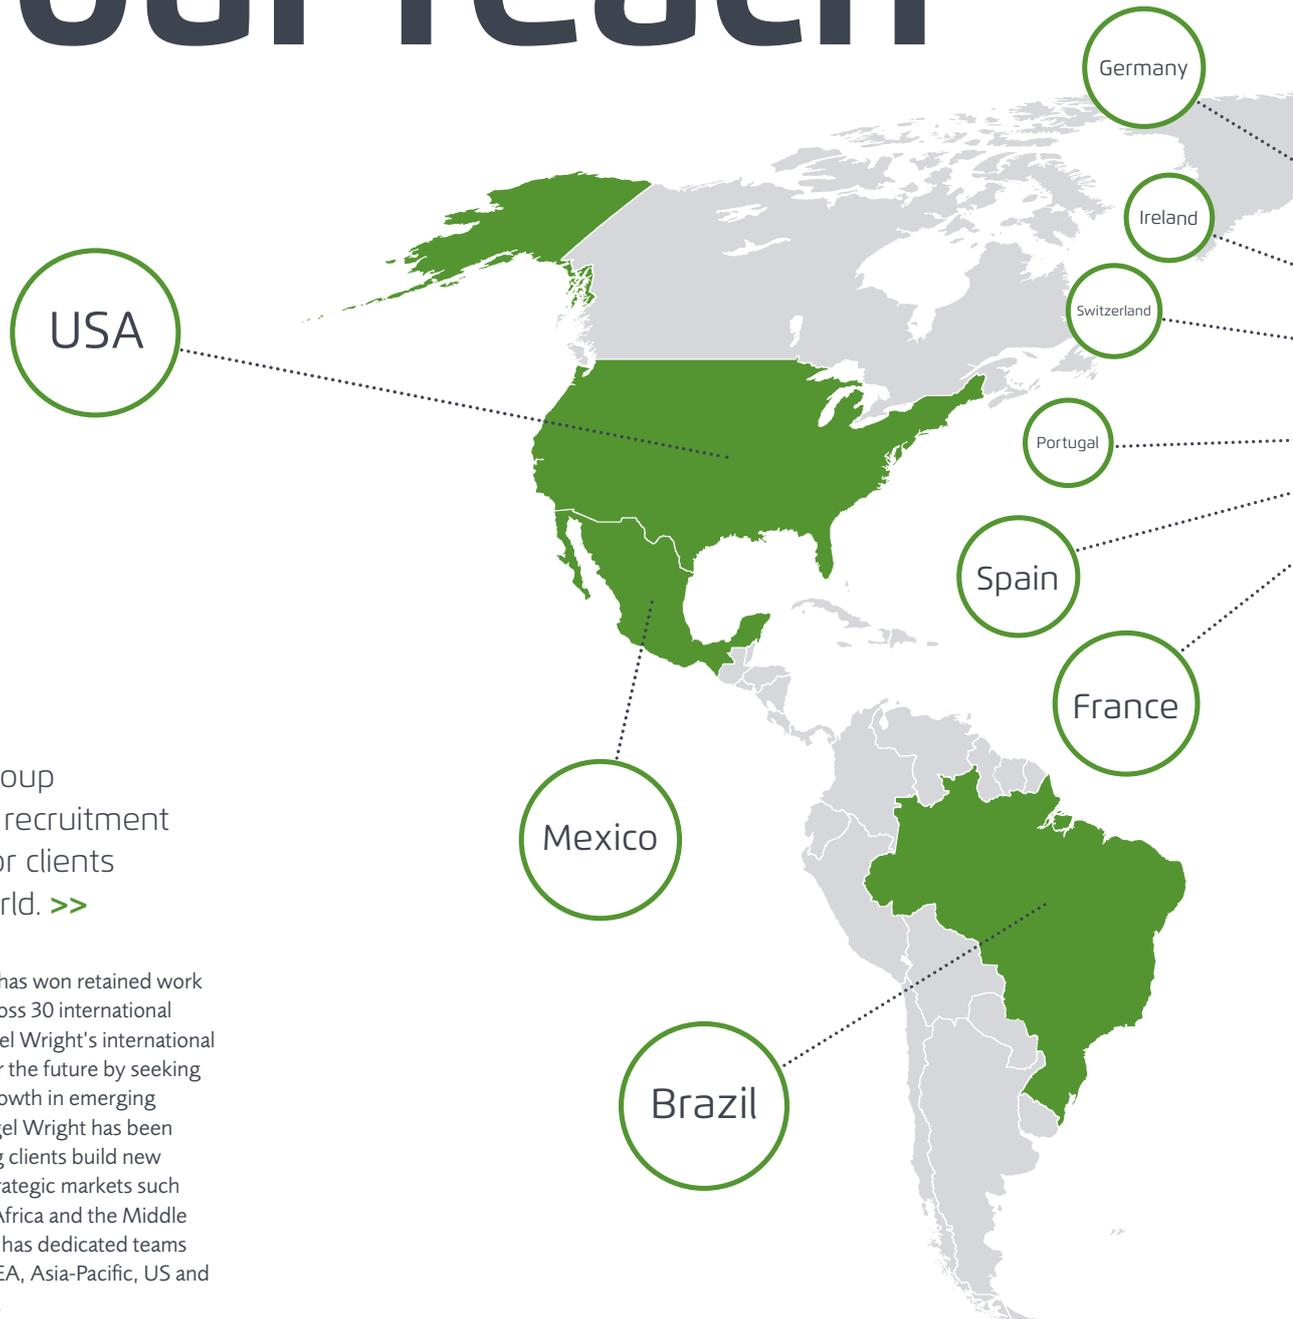 our reach
Germany
Ireland
USA
Switzerland
Portugal
Spain
France
Mexico
Brazil
oup
recruitment
or clients
rld. >>
has won retained work
oss 30 international
el Wright's international
r the future by seeking
owth in emerging
gel Wright has been
g clients build new
rategic markets such
Africa and the Middle
has dedicated teams
EA, Asia-Pacific, US and